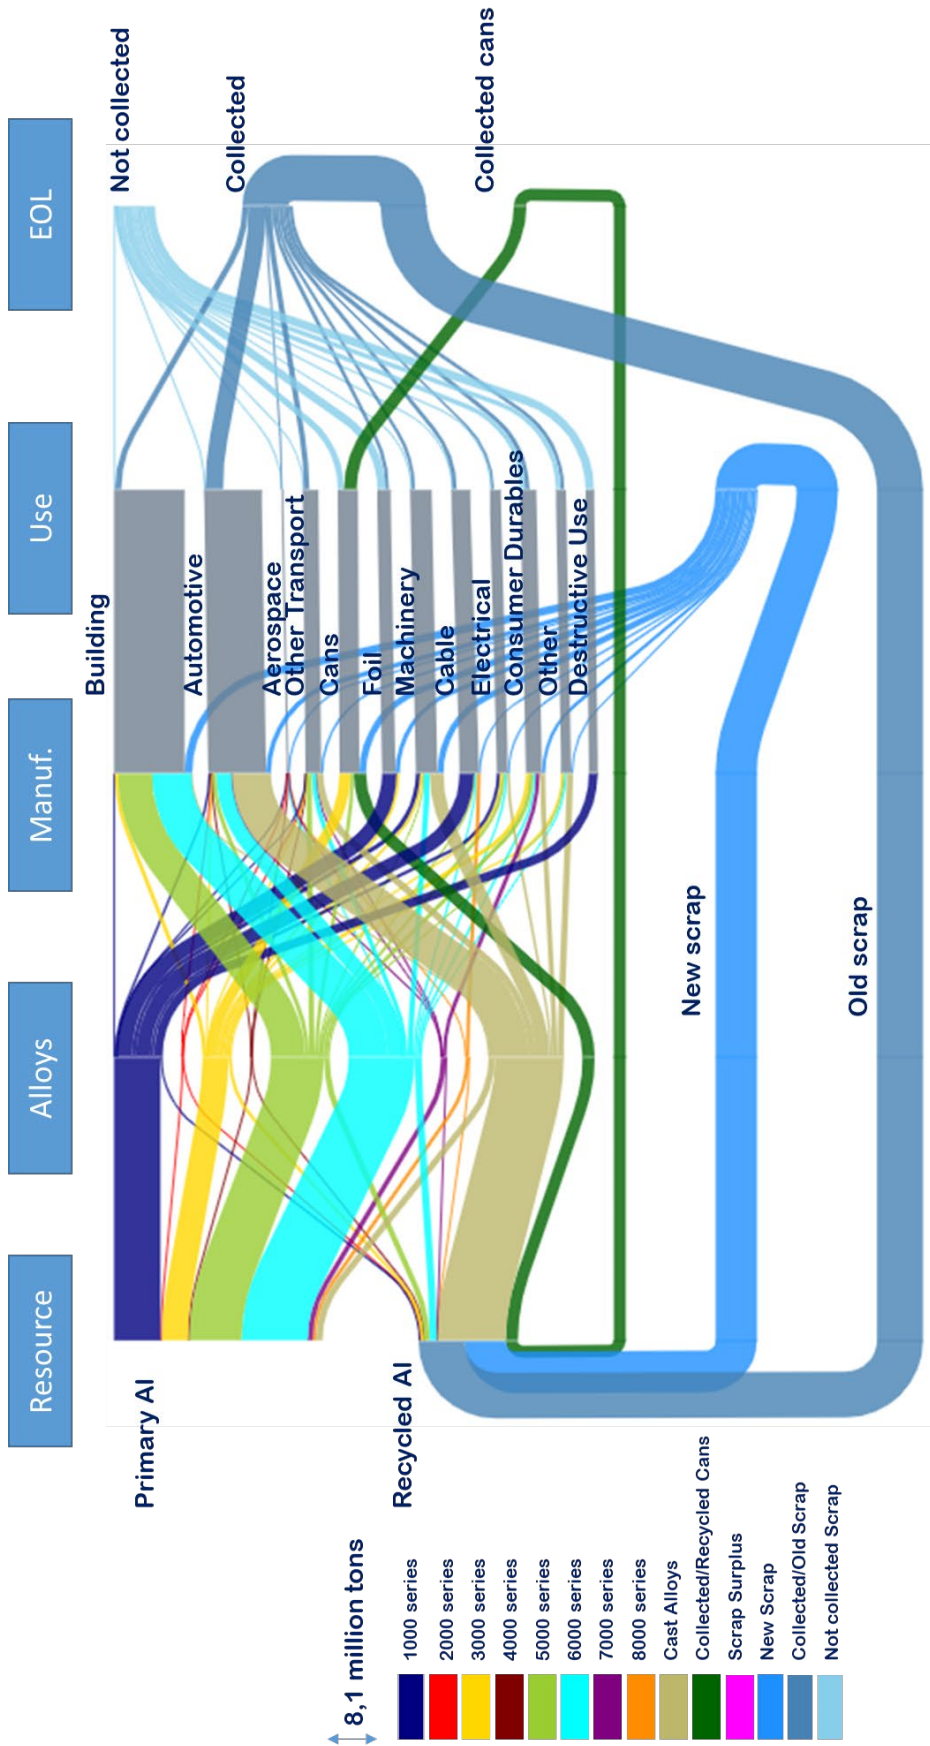 Resource
Alloys
Manuf.
Use
EOL
Primary Al
Recycled Al
Building
Automotive
Aerospace
Other Transport
Cans
Foil
Machinery
Cable
Electrical
Consumer Durables
Other
Destructive Use
Not collected
Collected
Collected cans
New scrap
Old scrap
8,1 million tons
1000 series
2000 series
3000 series
4000 series
5000 series
6000 series
7000 series
8000 series
Cast Alloys
Collected/Recycled Cans
Scrap Surplus
New Scrap
Collected/Old Scrap
Not collected Scrap